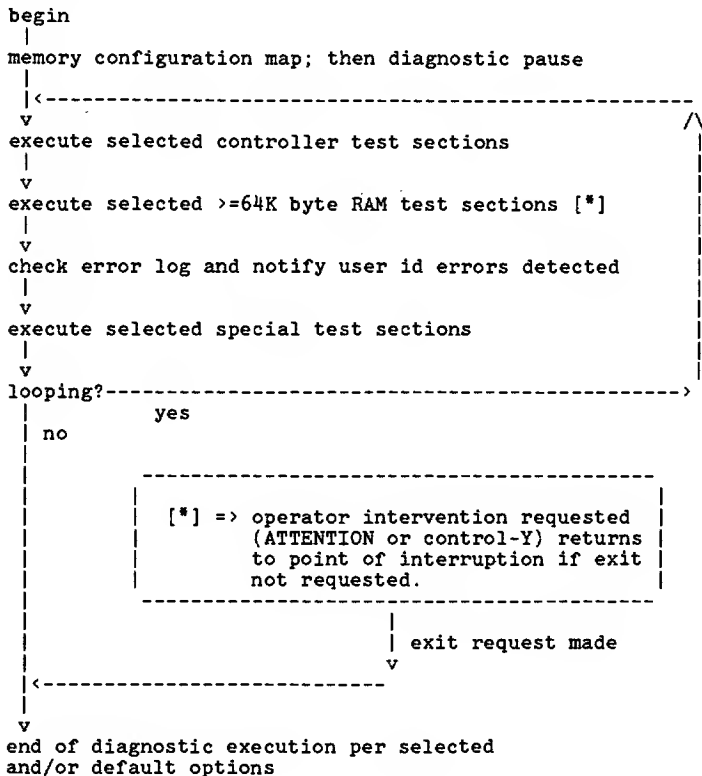 begin
memory configuration map; then diagnostic pause
execute selected controller test sections
execute selected >=64K byte RAM test sections [*]
check error log and notify user id errors detected
execute selected special test sections
looping?
yes
no
[*] => operator intervention requested
(ATTENTION or control-Y) returns
to point of interruption if exit
not requested.
exit request made
end of diagnostic execution per selected
and/or default options